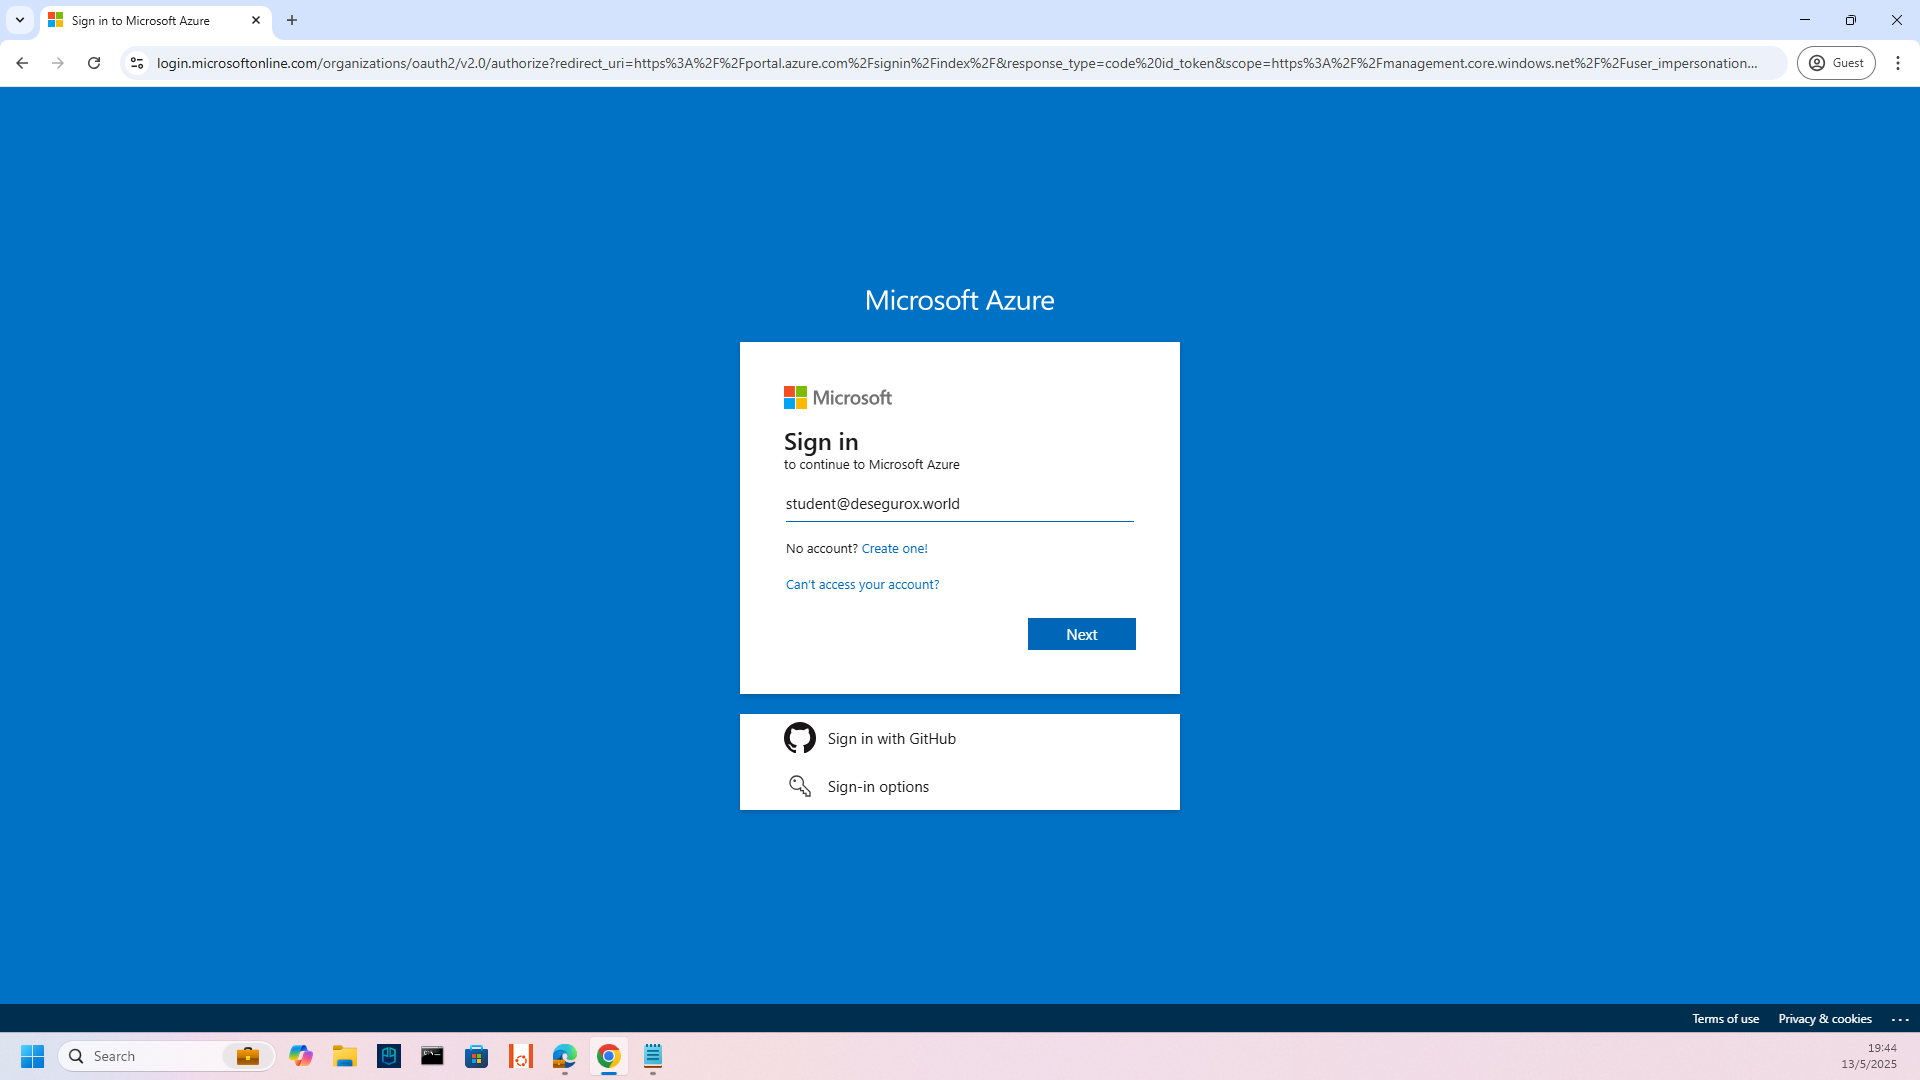 Sign in to Microsoft Azure
login.microsoftonline.com/organizations/oauth2/v2.0/authorize?redirect_uri=https%3A%2F%2Fportal.azure.com%2Fsignin%2Findex%2F&response_type=code%20id_token&scope=https%3A%2F%2Fmanagement.core.windows.net%2F%2Fuser_impersonation...
Guest
Microsoft Azure
Microsoft
Sign in
to continue to Microsoft Azure
student@desegurox.world
No account? Create one!
Can't access your account?
Next
Sign in with GitHub
Sign-in options
Terms of use Privacy & cookies ...
Search
19:44
13/5/2025